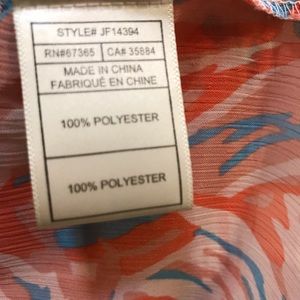 STYLE# JF14394
RN#67365 CA# 35884
MADE IN CHINA
FABRIQUÉ EN CHINE
100% POLYESTER
100% POLYESTER